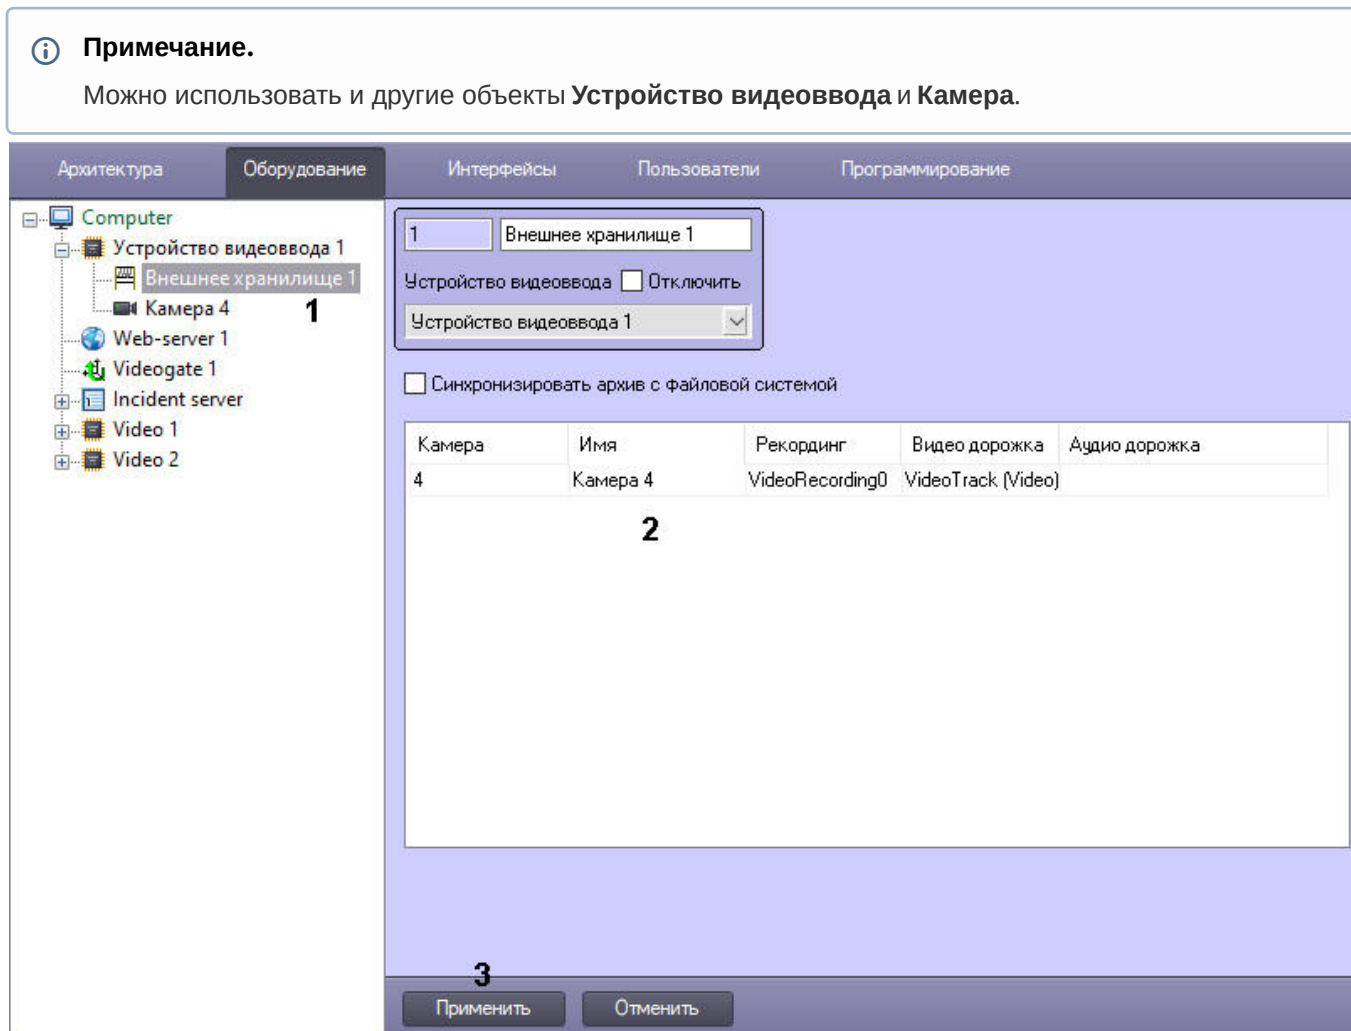 Примечание.
Можно использовать и другие объекты Устройство видеоввода и Камера.
Архитектура Оборудование Интерфейсы Пользователи Программирование
Computer
Устройство видеоввода 1
Внешнее хранилище 1
Камера 4
1
Web-server 1
Videogate 1
Incident server
Video 1
Video 2
1 Внешнее хранилище 1
Устройство видеоввода Отключить
Устройство видеоввода 1
Синхронизировать архив с файловой системой
Камера Имя Рекординг Видео дорожка Аудио дорожка
4 Камера 4 VideoRecording0 VideoTrack (Video)
2
3
Применить Отменить